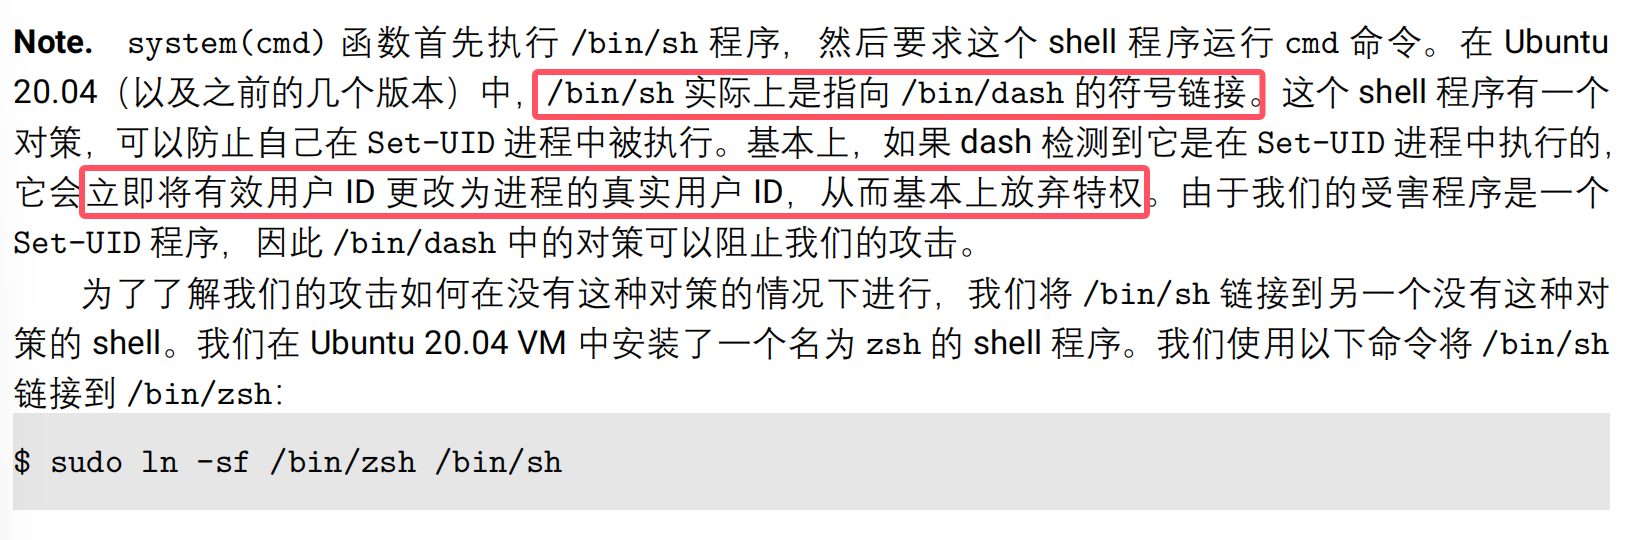 Note. system(cmd) 函数首先执行 /bin/sh 程序，然后要求这个 shell 程序运行 cmd 命令。在 Ubuntu
20.04（以及之前的几个版本）中，/bin/sh 实际上是指向 /bin/dash 的符号链接。这个 shell 程序有一个
对策，可以防止自己在 Set-UID 进程中被执行。基本上，如果 dash 检测到它是在 Set-UID 进程中执行的，
它会立即将有效用户 ID 更改为进程的真实用户 ID，从而基本上放弃特权。由于我们的受害程序是一个
Set-UID 程序，因此 /bin/dash 中的对策可以阻止我们的攻击。
为了了解我们的攻击如何在没有这种对策的情况下进行，我们将 /bin/sh 链接到另一个没有这种对
策的 shell。我们在 Ubuntu 20.04 VM 中安装了一个名为 zsh 的 shell 程序。我们使用以下命令将 /bin/sh
链接到 /bin/zsh：
$ sudo ln -sf /bin/zsh /bin/sh